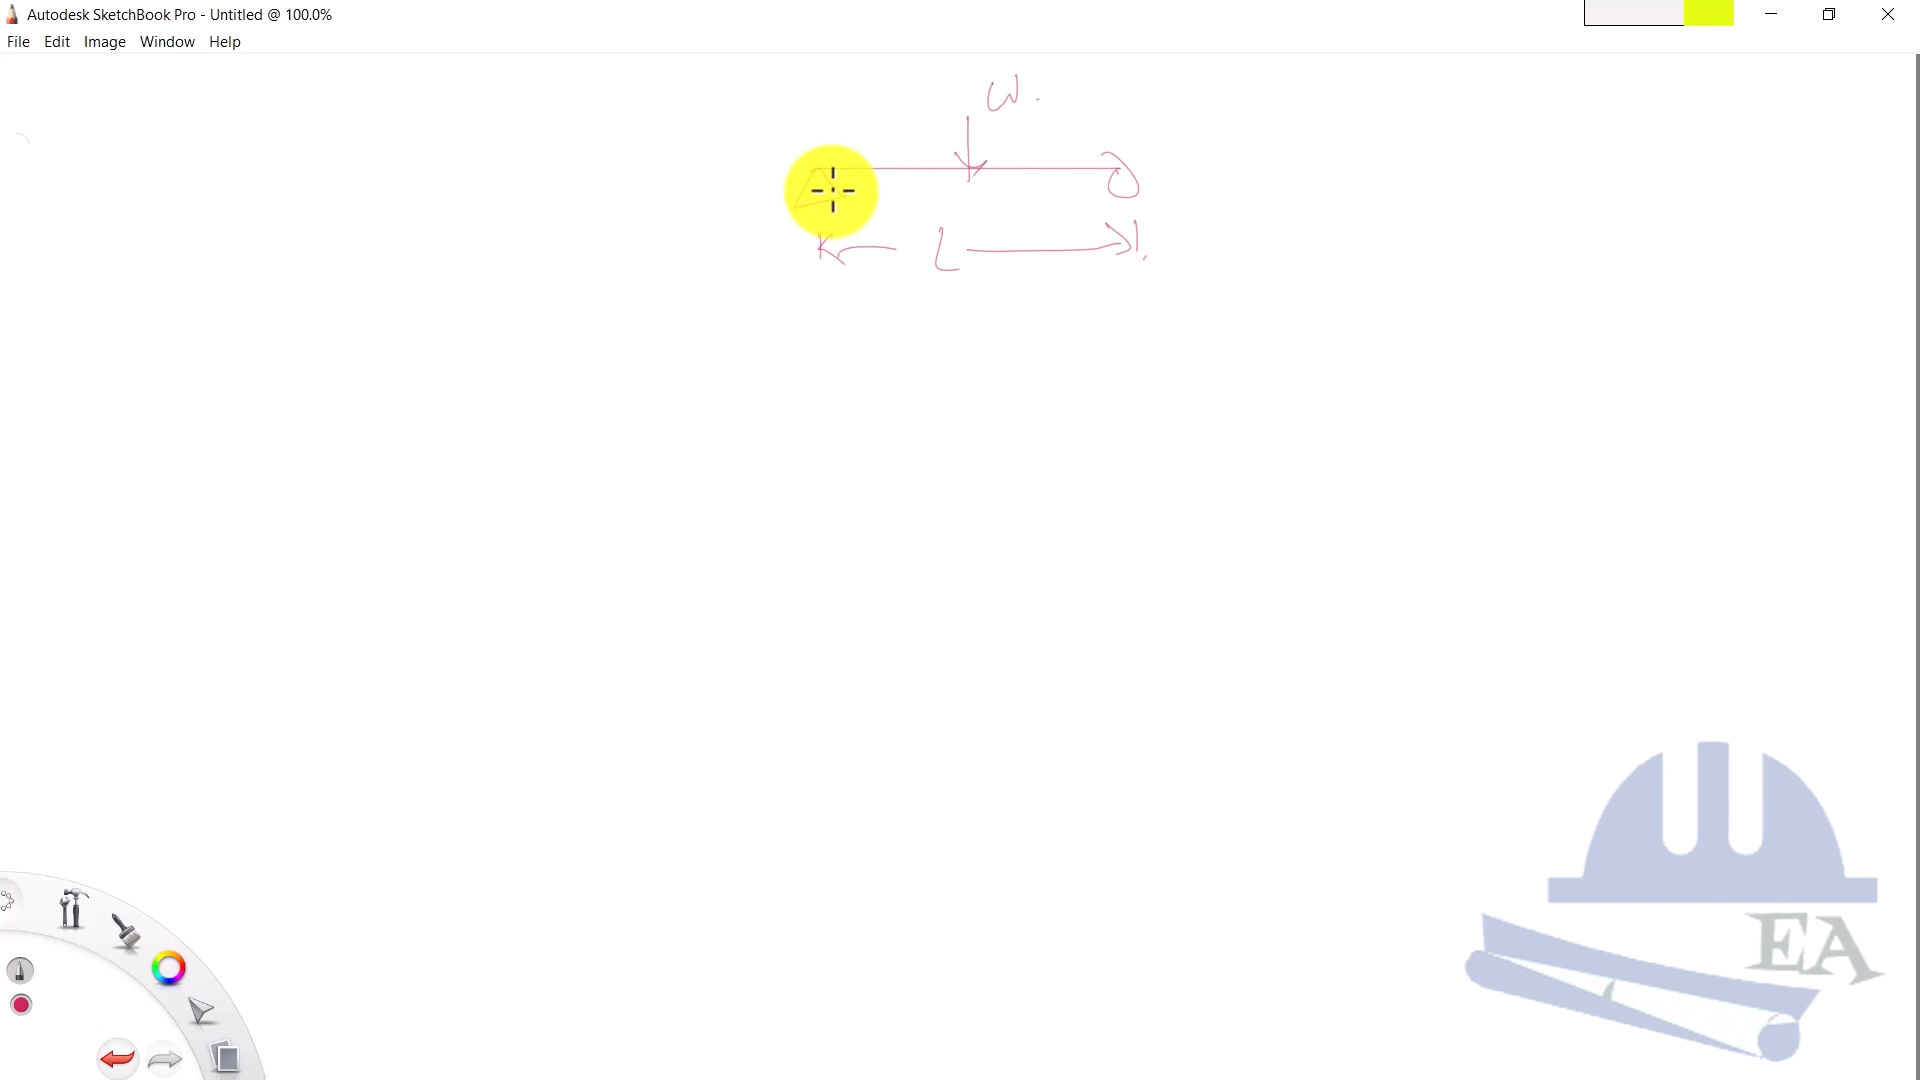 Autodesk SketchBook Pro - Untitled @ 100.0%
File Edit Image Window Help
W.
L
EA